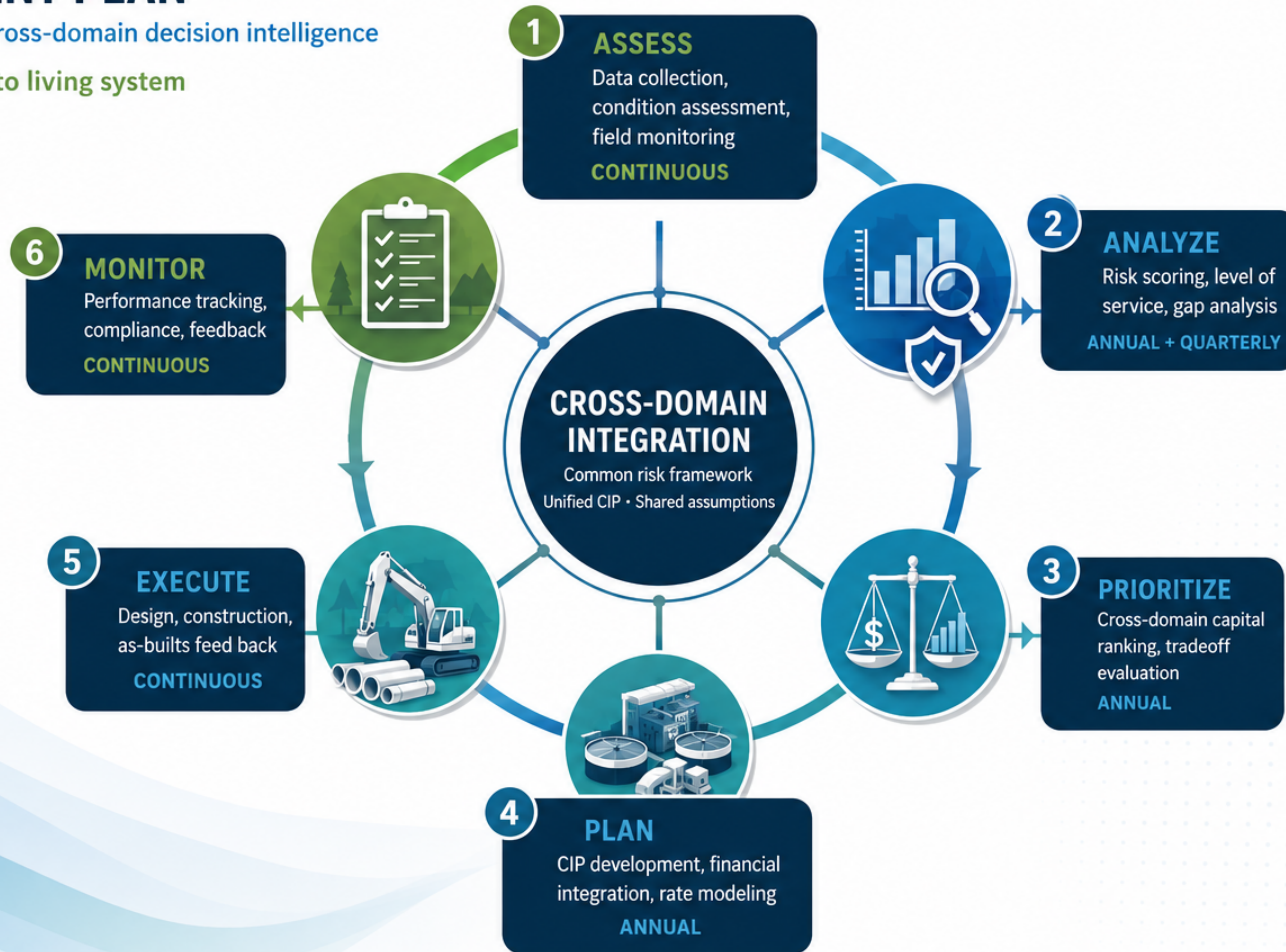 cross-domain decision intelligence
to living system
1
ASSESS
Data collection,
condition assessment,
field monitoring
CONTINUOUS
2
ANALYZE
Risk scoring, level of
service, gap analysis
ANNUAL + QUARTERLY
3
PRIORITIZE
Cross-domain capital
ranking, tradeoff
evaluation
ANNUAL
4
PLAN
CIP development, financial
integration, rate modeling
ANNUAL
5
EXECUTE
Design, construction,
as-builts feed back
CONTINUOUS
6
MONITOR
Performance tracking,
compliance, feedback
CONTINUOUS
CROSS-DOMAIN
INTEGRATION
Common risk framework
Unified CIP • Shared assumptions
$